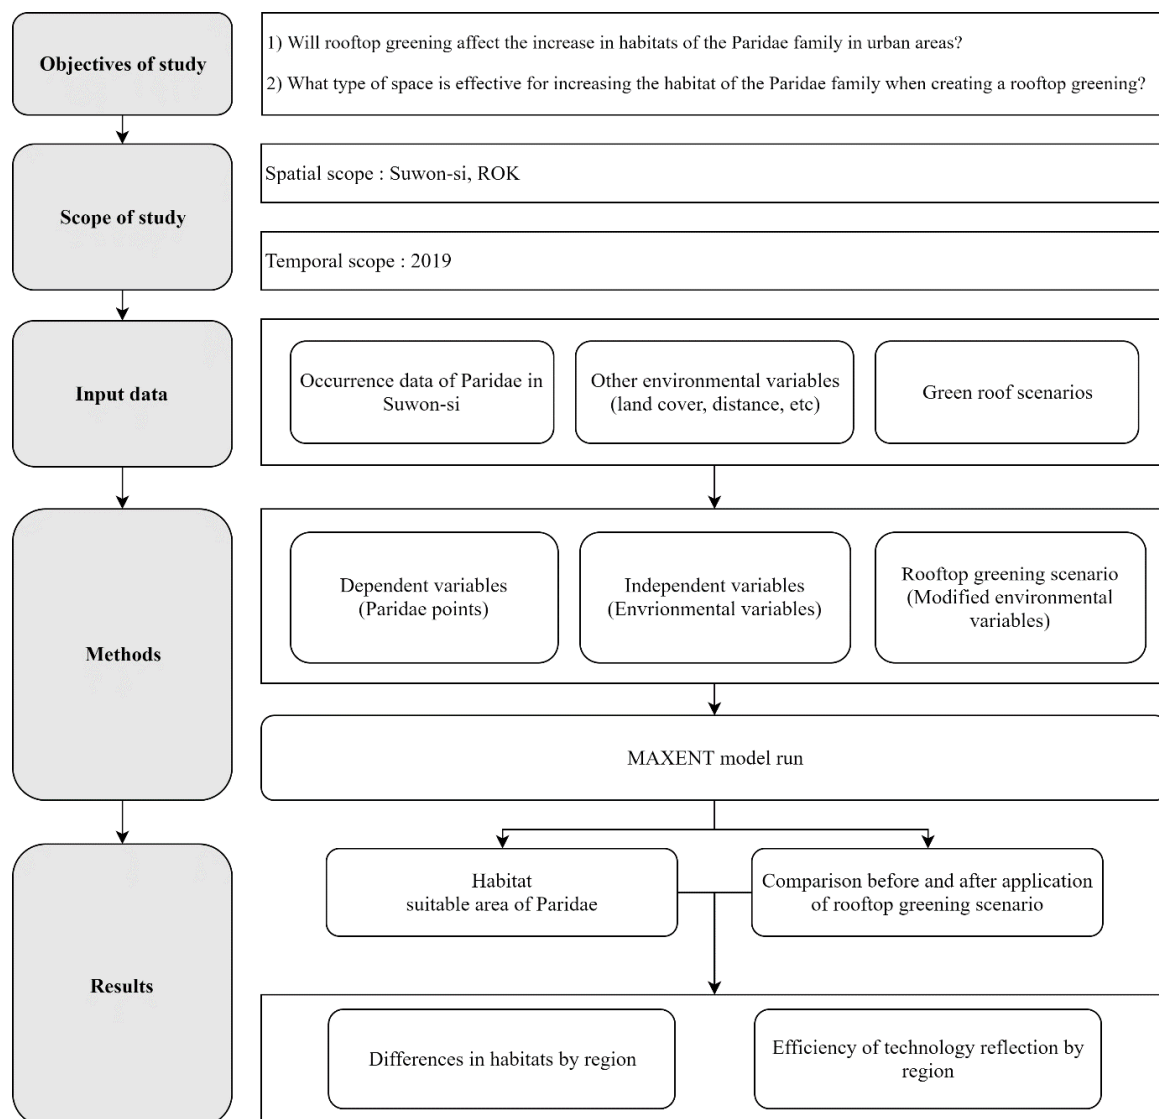 Objectives of study
1) Will rooftop greening affect the increase in habitats of the Paridae family in urban areas?
2) What type of space is effective for increasing the habitat of the Paridae family when creating a rooftop greening?
Scope of study
Spatial scope : Suwon-si, ROK
Temporal scope : 2019
Input data
Occurrence data of Paridae in
Suwon-si
Other environmental variables
(land cover, distance, etc)
Green roof scenarios
Methods
Dependent variables
(Paridae points)
Independent variables
(Envrionmental variables)
Rooftop greening scenario
(Modified environmental
variables)
MAXENT model run
Results
Habitat
suitable area of Paridae
Comparison before and after application
of rooftop greening scenario
Differences in habitats by region
Efficiency of technology reflection by
region